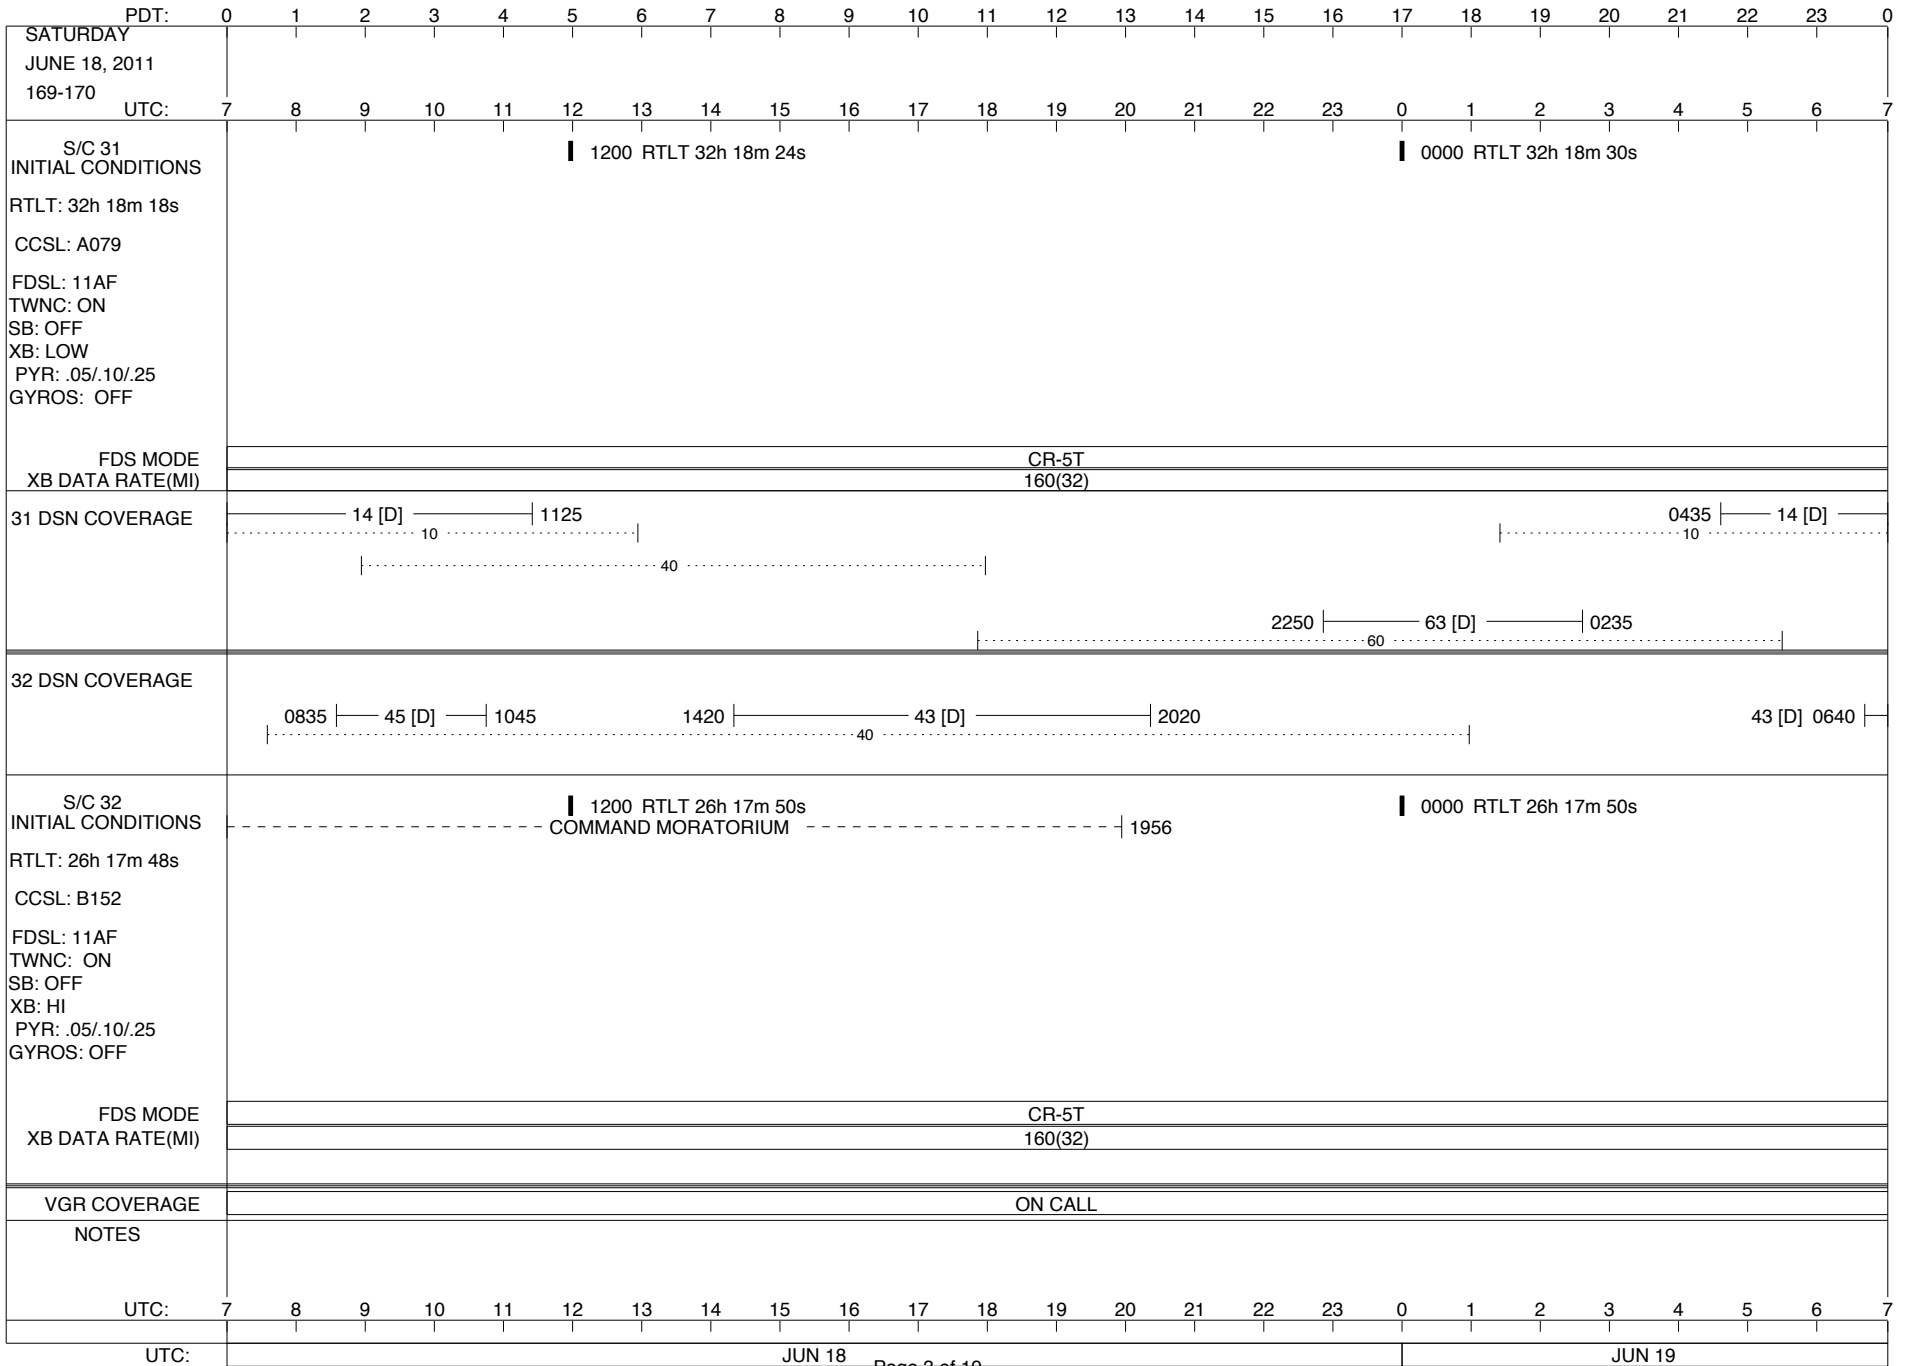 PDT: 0 1 2 3 4 5 6 7 8 9 10 11 12 13 14 15 16 17 18 19 20 21 22 23 0
SATURDAY
JUNE 18, 2011
169-170
UTC: 7 8 9 10 11 12 13 14 15 16 17 18 19 20 21 22 23 0 1 2 3 4 5 6 7
S/C 31
INITIAL CONDITIONS
1200 RTLT 32h 18m 24s
0000 RTLT 32h 18m 30s
RTLT: 32h 18m 18s
CCSL: A079
FDSL: 11AF
TWNC: ON
SB: OFF
XB: LOW
PYR: .05/.10/.25
GYROS: OFF
FDS MODE CR-5T
XB DATA RATE(MI) 160(32)
31 DSN COVERAGE 14 [D] 1125 0435 14 [D]
10 10
40
2250 63 [D] 0235
60
32 DSN COVERAGE
0835 45 [D] 1045 1420 43 [D] 2020 43 [D] 0640
40
S/C 32
INITIAL CONDITIONS
1200 RTLT 26h 17m 50s
0000 RTLT 26h 17m 50s
COMMAND MORATORIUM 1956
RTLT: 26h 17m 48s
CCSL: B152
FDSL: 11AF
TWNC: ON
SB: OFF
XB: HI
PYR: .05/.10/.25
GYROS: OFF
FDS MODE CR-5T
XB DATA RATE(MI) 160(32)
VGR COVERAGE ON CALL
NOTES
UTC: 7 8 9 10 11 12 13 14 15 16 17 18 19 20 21 22 23 0 1 2 3 4 5 6 7
UTC: JUN 18 JUN 19